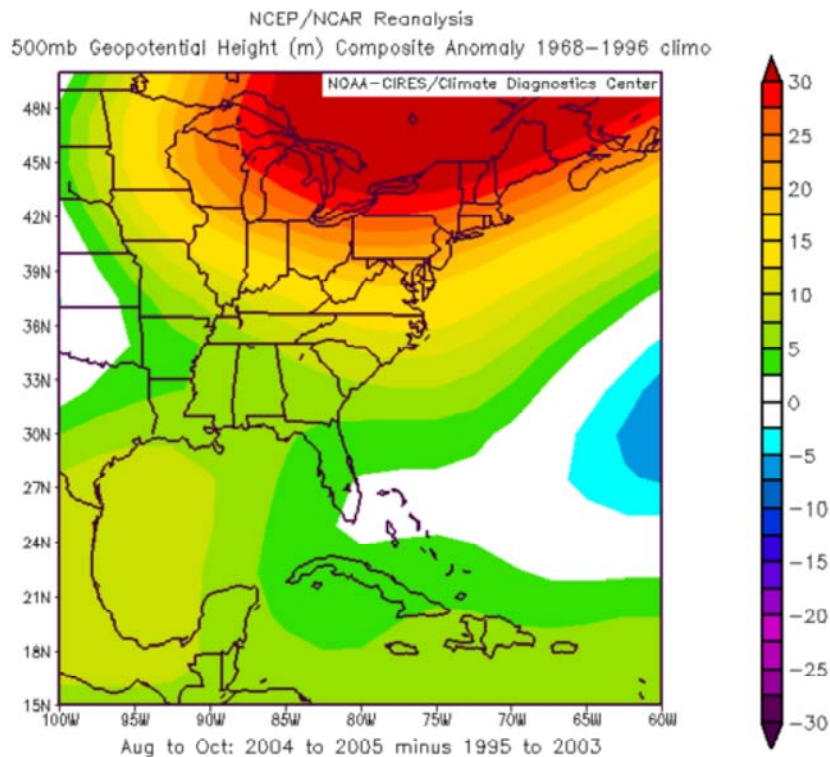 NCEP/NCAR Reanalysis
500mb Geopotential Height (m) Composite Anomaly 1968-1996 climo
NOAA-CIRES/Climate Diagnostics Center
48N
45N
42N
39N
36N
33N
30N
27N
24N
21N
18N
15N
100W 95W 90W 85W 80W 75W 70W 65W 60W
Aug to Oct: 2004 to 2005 minus 1995 to 2003
30
25
20
15
10
5
0
-5
-10
-15
-20
-25
-30